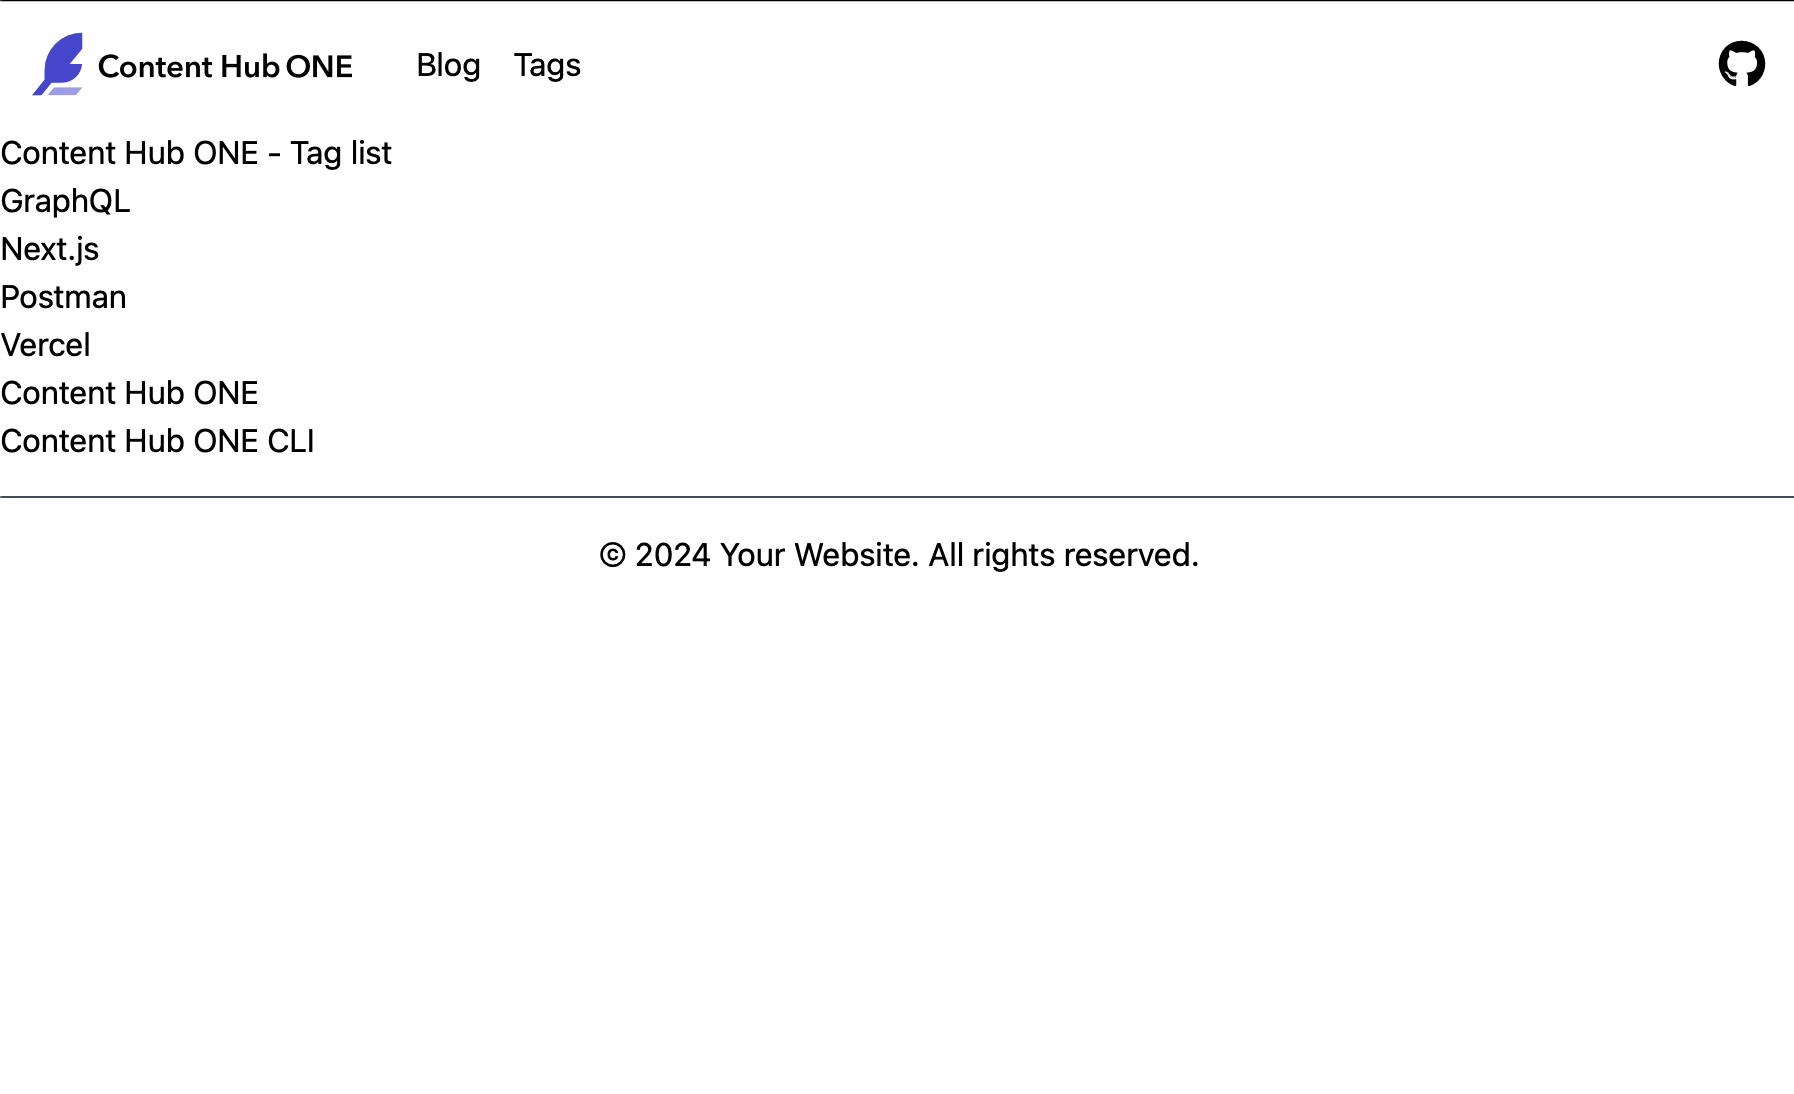 Content Hub ONE Blog Tags
Content Hub ONE - Tag list
GraphQL
Next.js
Postman
Vercel
Content Hub ONE
Content Hub ONE CLI
© 2024 Your Website. All rights reserved.